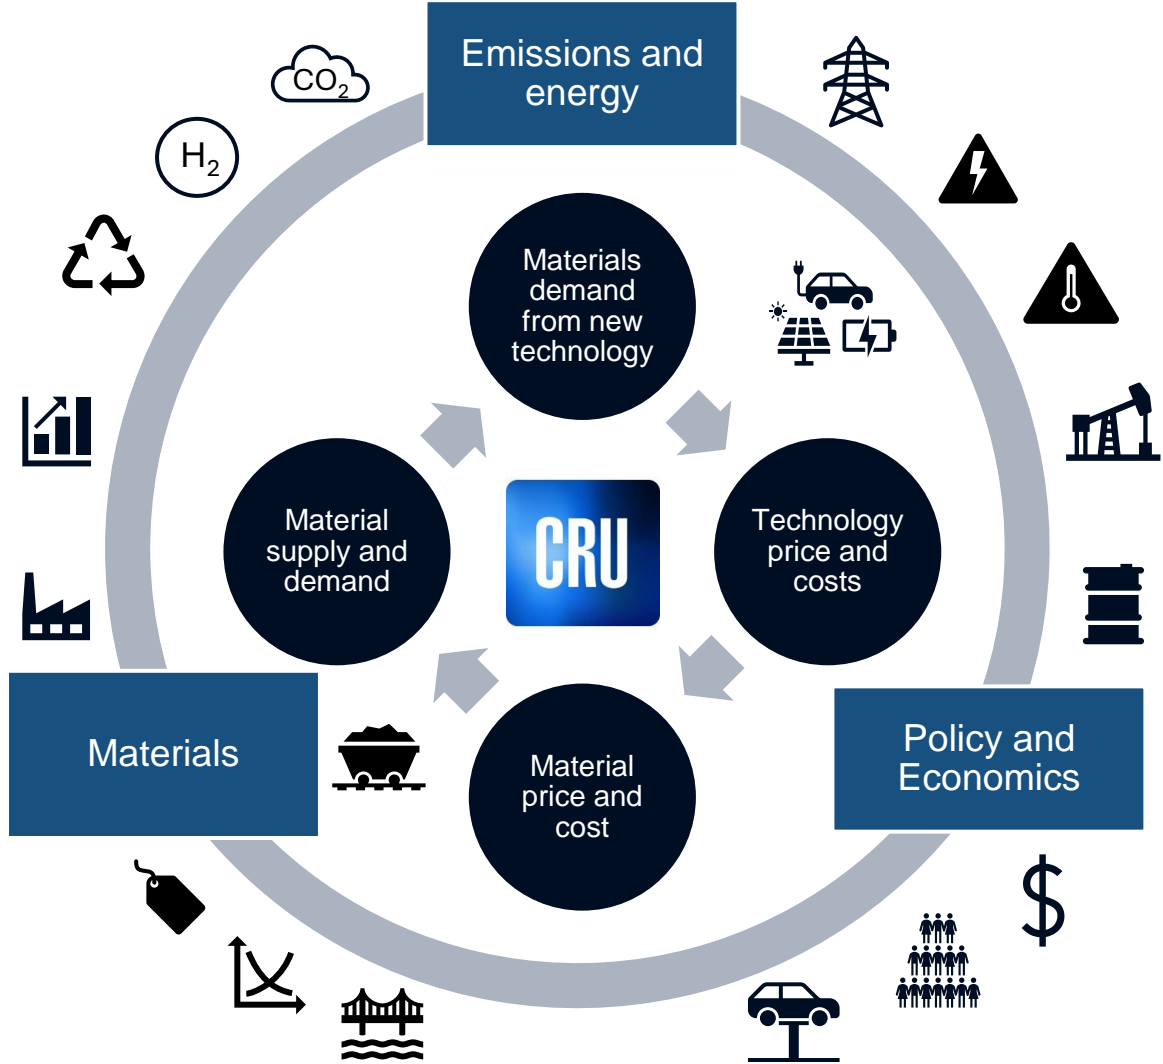 Emissions and
energy
CO₂
H₂
Materials
demand
from new
technology
Material
supply and
demand
CRU
Technology
price and
costs
Materials
Material
price and
cost
Policy and
Economics
$